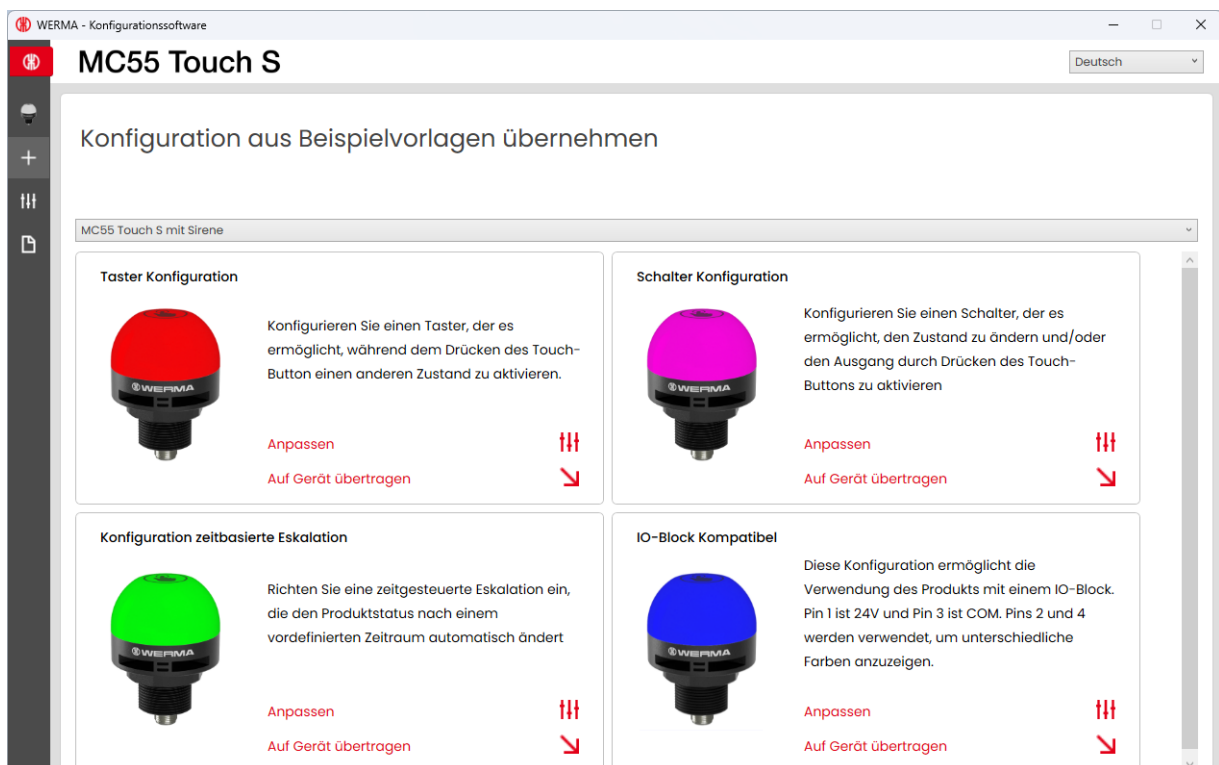 WERMA - Konfigurationssoftware
MC55 Touch S
Deutsch
Konfiguration aus Beispielvorlagen übernehmen
MC55 Touch S mit Sirene
Taster Konfiguration
WERMA
Konfigurieren Sie einen Taster, der es
ermöglicht, während dem Drücken des Touch-
Button einen anderen Zustand zu aktivieren.
Anpassen
Auf Gerät übertragen
Schalter Konfiguration
WERMA
Konfigurieren Sie einen Schalter, der es
ermöglicht, den Zustand zu ändern und/oder
den Ausgang durch Drücken des Touch-
Buttons zu aktivieren
Anpassen
Auf Gerät übertragen
Konfiguration zeitbasierte Eskalation
WERMA
Richten Sie eine zeitgesteuerte Eskalation ein,
die den Produktstatus nach einem
vordefinierten Zeitraum automatisch ändert
Anpassen
Auf Gerät übertragen
IO-Block Kompatibel
WERMA
Diese Konfiguration ermöglicht die
Verwendung des Produkts mit einem IO-Block.
Pin 1 ist 24V und Pin 3 ist COM. Pins 2 und 4
werden verwendet, um unterschiedliche
Farben anzuzeigen.
Anpassen
Auf Gerät übertragen